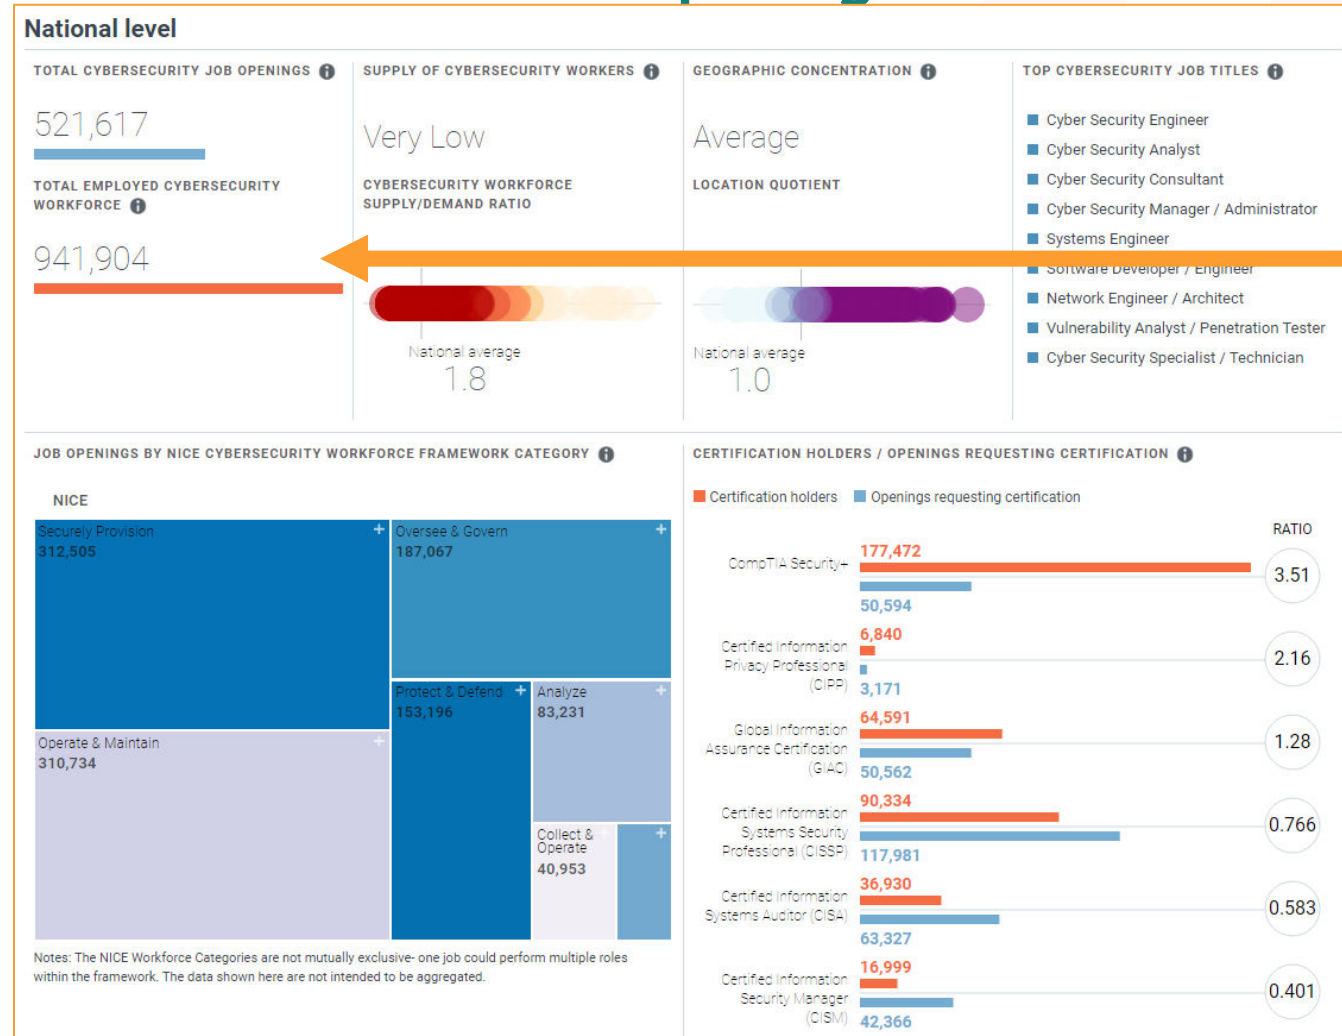 National level
TOTAL CYBERSECURITY JOB OPENINGS
521,617
TOTAL EMPLOYED CYBERSECURITY
WORKFORCE
941,904
SUPPLY OF CYBERSECURITY WORKERS
Very Low
CYBERSECURITY WORKFORCE
SUPPLY/DEMAND RATIO
National average
1.8
GEOGRAPHIC CONCENTRATION
Average
LOCATION QUOTIENT
National average
1.0
TOP CYBERSECURITY JOB TITLES
Cyber Security Engineer
Cyber Security Analyst
Cyber Security Consultant
Cyber Security Manager / Administrator
Systems Engineer
Software Developer / Engineer
Network Engineer / Architect
Vulnerability Analyst / Penetration Tester
Cyber Security Specialist / Technician
JOB OPENINGS BY NICE CYBERSECURITY WORKFORCE FRAMEWORK CATEGORY
NICE
Securely Provision
312,505
Oversee & Govern
187,067
Operate & Maintain
310,734
Protect & Defend
153,196
Analyze
83,231
Collect &
Operate
40,953
Notes: The NICE Workforce Categories are not mutually exclusive- one job could perform multiple roles
within the framework. The data shown here are not intended to be aggregated.
CERTIFICATION HOLDERS / OPENINGS REQUESTING CERTIFICATION
Certification holders
Openings requesting certification
RATIO
CompTIA Security+
177,472
50,594
3.51
Certified Information
Privacy Professional
(CIPP)
6,840
3,171
2.16
Global Information
Assurance Certification
(GIAC)
64,591
50,562
1.28
Certified Information
Systems Security
Professional (CISSP)
90,334
117,981
0.766
Certified Information
Systems Auditor (CISA)
36,930
63,327
0.583
Certified Information
Security Manager
(CISM)
16,999
42,366
0.401